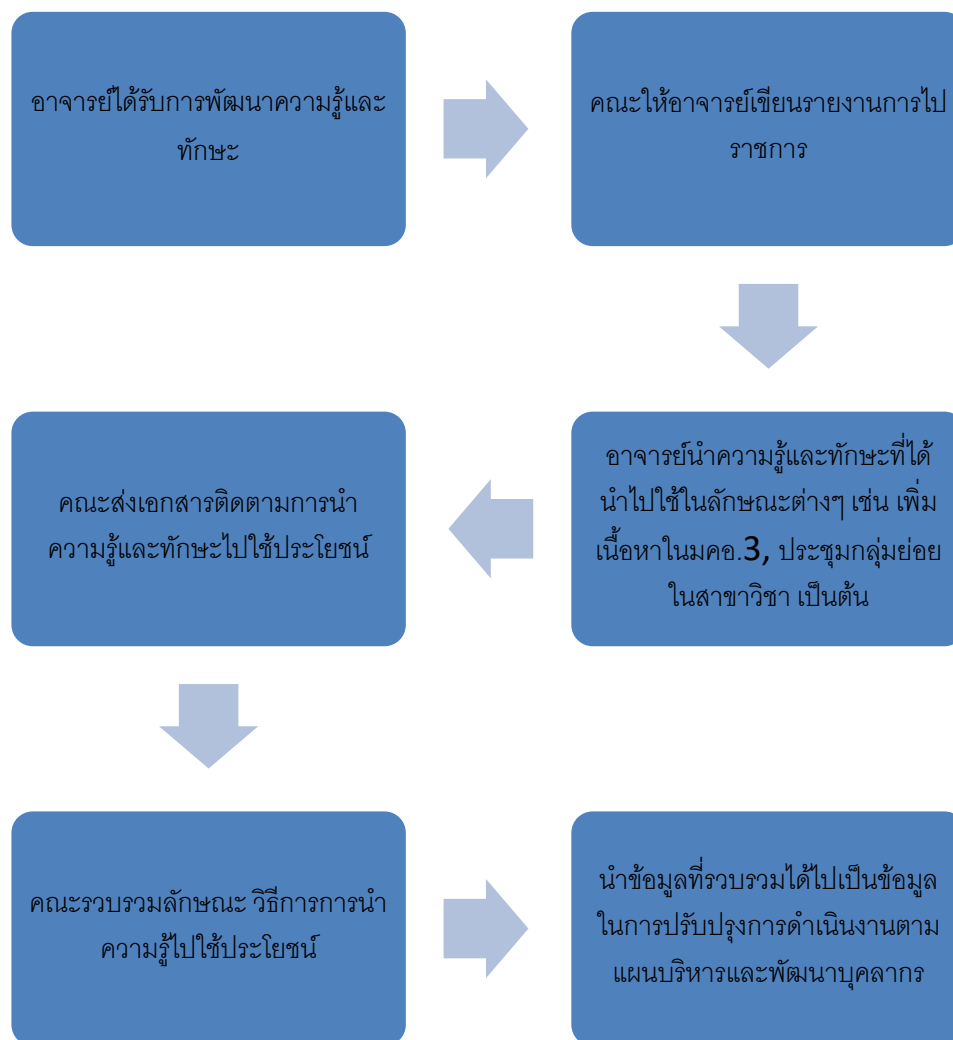 อาจารย์ได้รับการพัฒนาความรู้และ
ทักษะ
คณะให้อาจารย์เขียนรายงานการไป
ราชการ
อาจารย์นำความรู้และทักษะที่ได้
นำไปใช้ในลักษณะต่างๆ เช่น เพิ่ม
เนื้อหาในมคอ.3, ประชุมกลุ่มย่อย
ในสาขาวิชา เป็นต้น
คณะส่งเอกสารติดตามการนำ
ความรู้และทักษะไปใช้ประโยชน์
คณะรวบรวมลักษณะ วิธีการการนำ
ความรู้ไปใช้ประโยชน์
นำข้อมูลที่รวบรวมได้ไปเป็นข้อมูล
ในการปรับปรุงการดำเนินงานตาม
แผนบริหารและพัฒนาบุคลากร